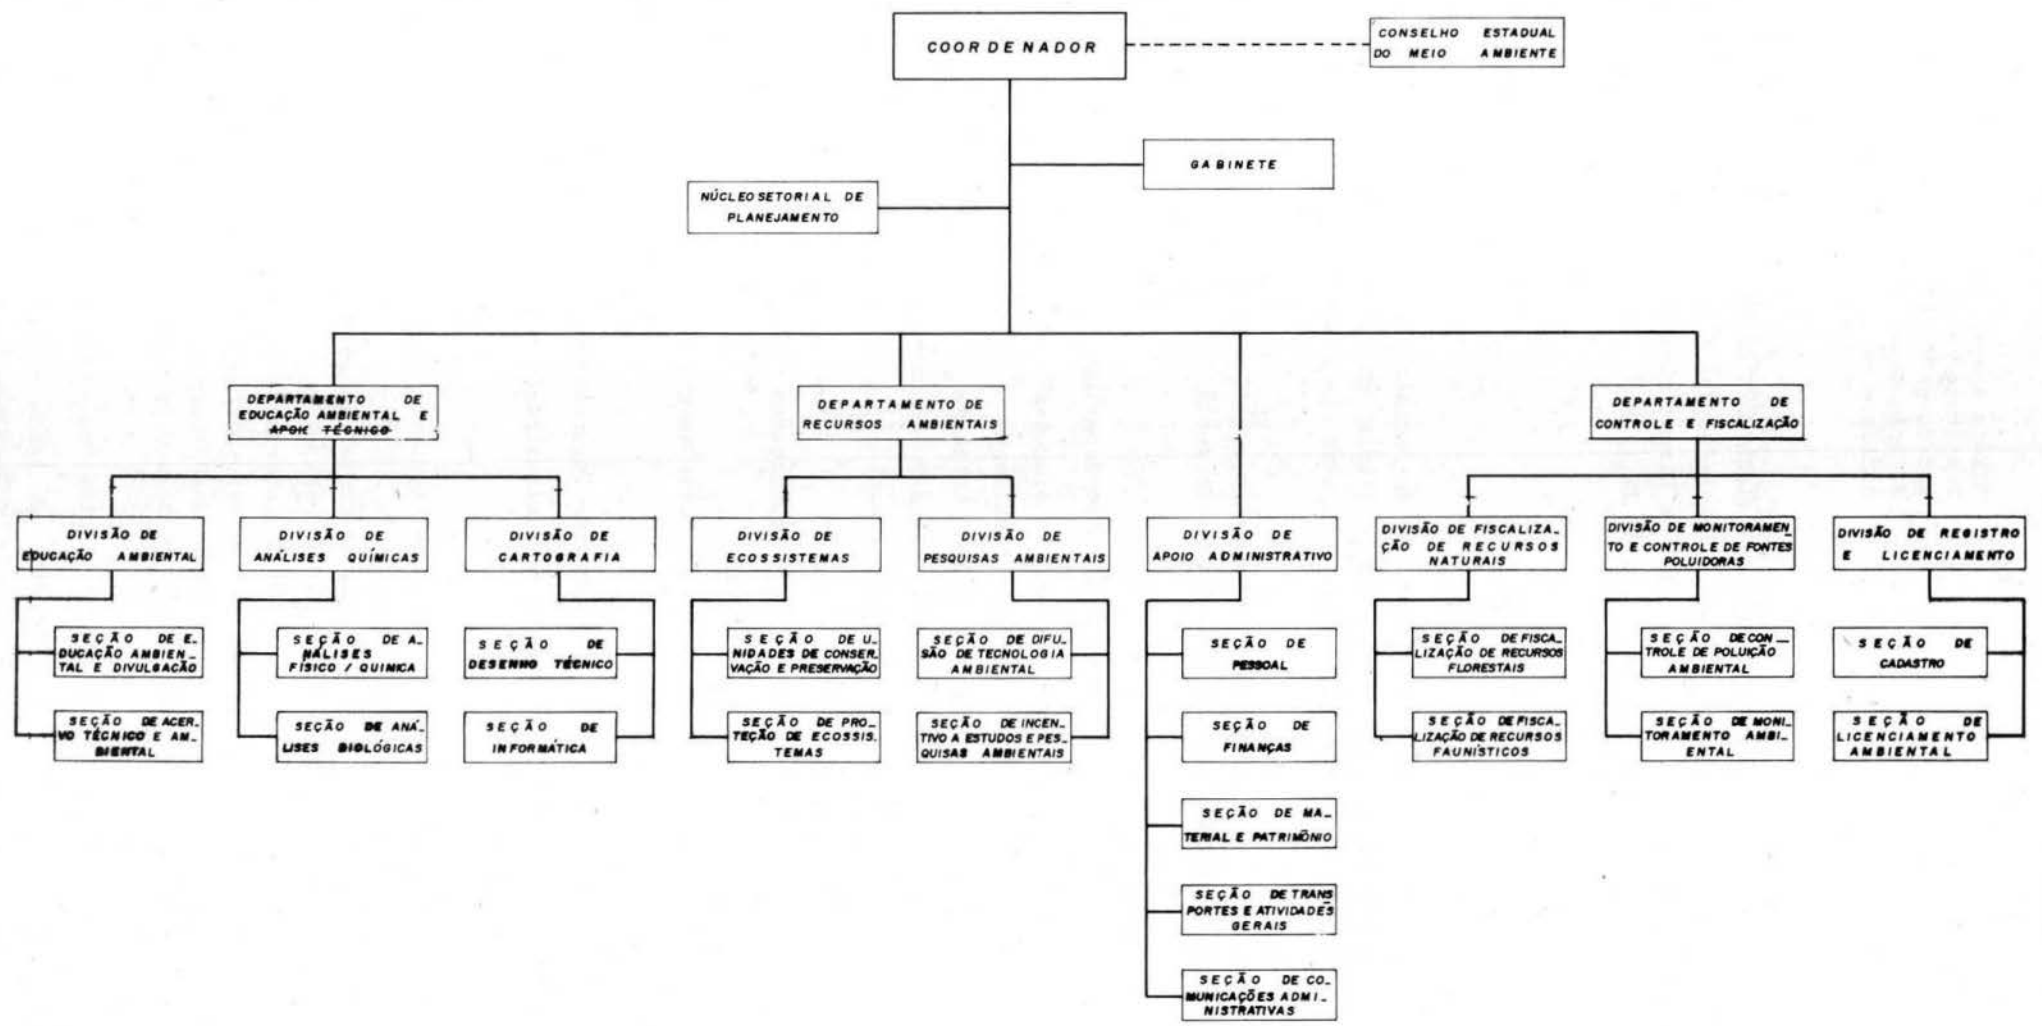 COORDENADOR
CONSELHO ESTADUAL
DO MEIO AMBIENTE
GABINETE
NÚCLEO SETORIAL DE
PLANEJAMENTO
DEPARTAMENTO DE
EDUCAÇÃO AMBIENTAL E
APOIO TÉCNICO
DEPARTAMENTO DE
RECURSOS AMBIENTAIS
DEPARTAMENTO DE
CONTROLE E FISCALIZAÇÃO
DIVISÃO DE
EDUCAÇÃO AMBIENTAL
DIVISÃO DE
ANÁLISES QUÍMICAS
DIVISÃO DE
CARTOGRAFIA
DIVISÃO DE
ECOSSISTEMAS
DIVISÃO DE
PESQUISAS AMBIENTAIS
DIVISÃO DE
APOIO ADMINISTRATIVO
DIVISÃO DE FISCALIZA-
ÇÃO DE RECURSOS
NATURAIS
DIVISÃO DE MONITORAMEN
TO E CONTROLE DE FONTES
POLUIDORAS
DIVISÃO DE REGISTRO
E LICENCIAMENTO
SEÇÃO DE E_
DUCAÇÃO AMBIEN_
TAL E DIVULGAÇÃO
SEÇÃO DE A_
NÁLISES
FÍSICO / QUIMICA
SEÇÃO DE
DESENHO TÉCNICO
SEÇÃO DE U_
NIDADES DE CONSER_
VAÇÃO E PRESERVAÇÃO
SEÇÃO DE DIFU_
SÃO DE TECNOLOGIA
AMBIENTAL
SEÇÃO DE
PESSOAL
SEÇÃO DE FISCA_
LIZAÇÃO DE RECURSOS
FLORESTAIS
SEÇÃO DE CON_
TROLE DE POLUIÇÃO
AMBIENTAL
SEÇÃO DE
CADASTRO
SEÇÃO DE ACER_
VO TÉCNICO E AM_
BIENTAL
SEÇÃO DE ANÁ_
LISES BIOLÓGICAS
SEÇÃO DE
INFORMÁTICA
SEÇÃO DE PRO_
TEÇÃO DE ECOSSIS_
TEMAS
SEÇÃO DE INCEN_
TIVO A ESTUDOS E PES_
QUISAS AMBIENTAIS
SEÇÃO DE
FINANÇAS
SEÇÃO DE FISCA_
LIZAÇÃO DE RECURSOS
FAUNÍSTICOS
SEÇÃO DE MONI_
TORAMENTO AMBI_
ENTAL
SEÇÃO DE
LICENCIAMENTO
AMBIENTAL
SEÇÃO DE MA_
TERIAL E PATRIMÔNIO
SEÇÃO DE TRANS
PORTES E ATIVIDADES
GERAIS
SEÇÃO DE CO_
MUNICAÇÕES ADMI_
NISTRATIVAS